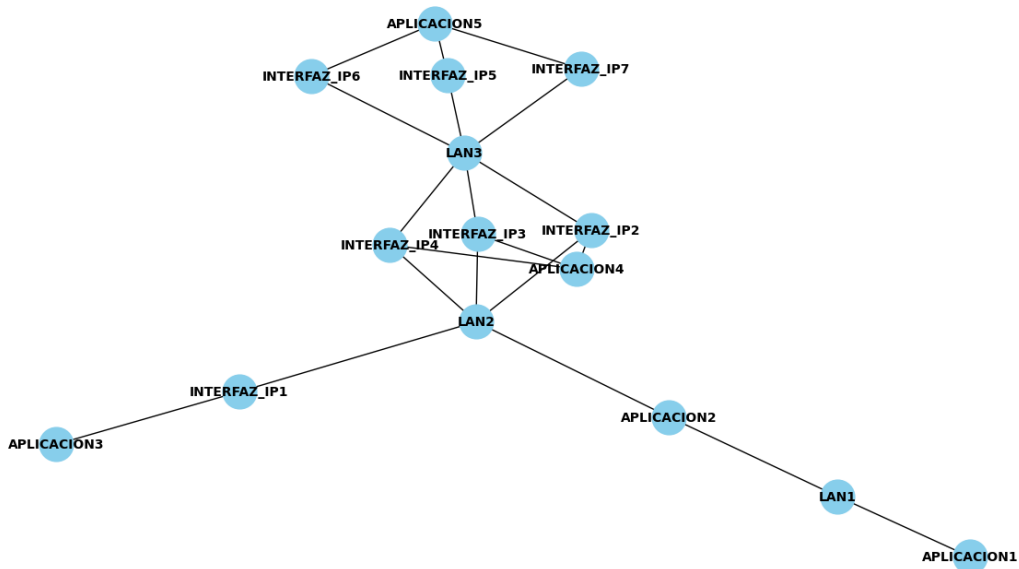 APLICACION5
INTERFAZ_IP6
INTERFAZ_IP5
INTERFAZ_IP7
LAN3
INTERFAZ_IP4
INTERFAZ_IP3
INTERFAZ_IP2
APLICACION4
LAN2
INTERFAZ_IP1
APLICACION2
APLICACION3
LAN1
APLICACION1